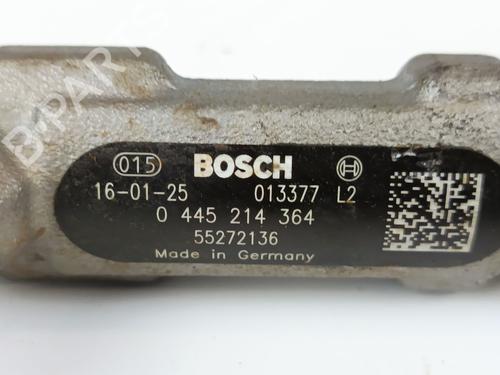 015 BOSCH
16-01-25 013377 L2
0 445 214 364
55272136
Made in Germany
B-PARTS